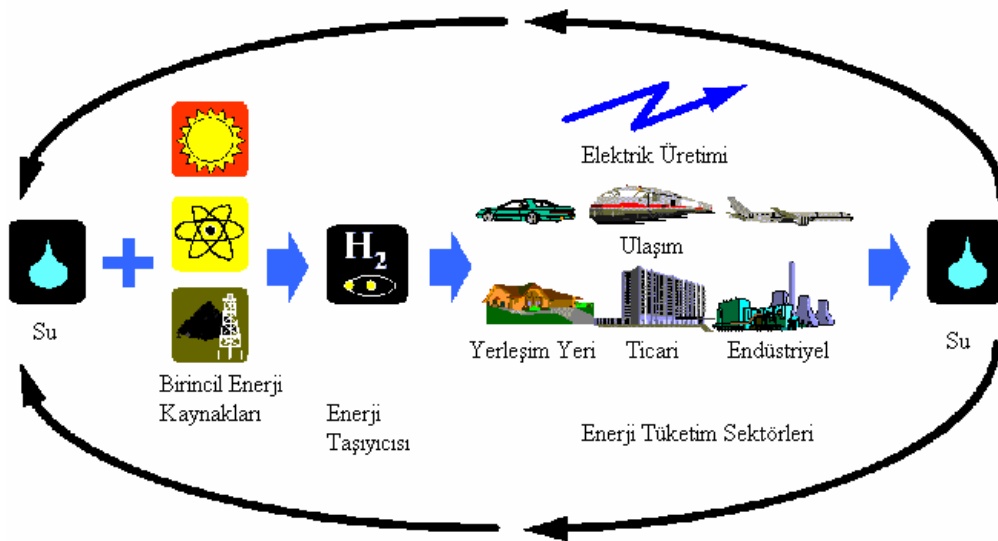 Elektrik Üretimi
H2
Ulaşım
Su
Yerleşim Yeri
Ticari
Endüstriyel
Su
Birincil Enerji
Kaynakları
Enerji
Taşıyıcısı
Enerji Tüketim Sektörleri